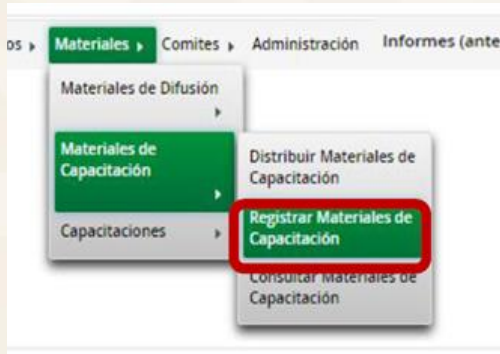 os Materiales Comites Administración Informes (ante
Materiales de Difusión
Materiales de
Capacitación
Capacitaciones
Distribuir Materiales de
Capacitación
Registrar Materiales de
Capacitación
Consultar Materiales de
Capacitación